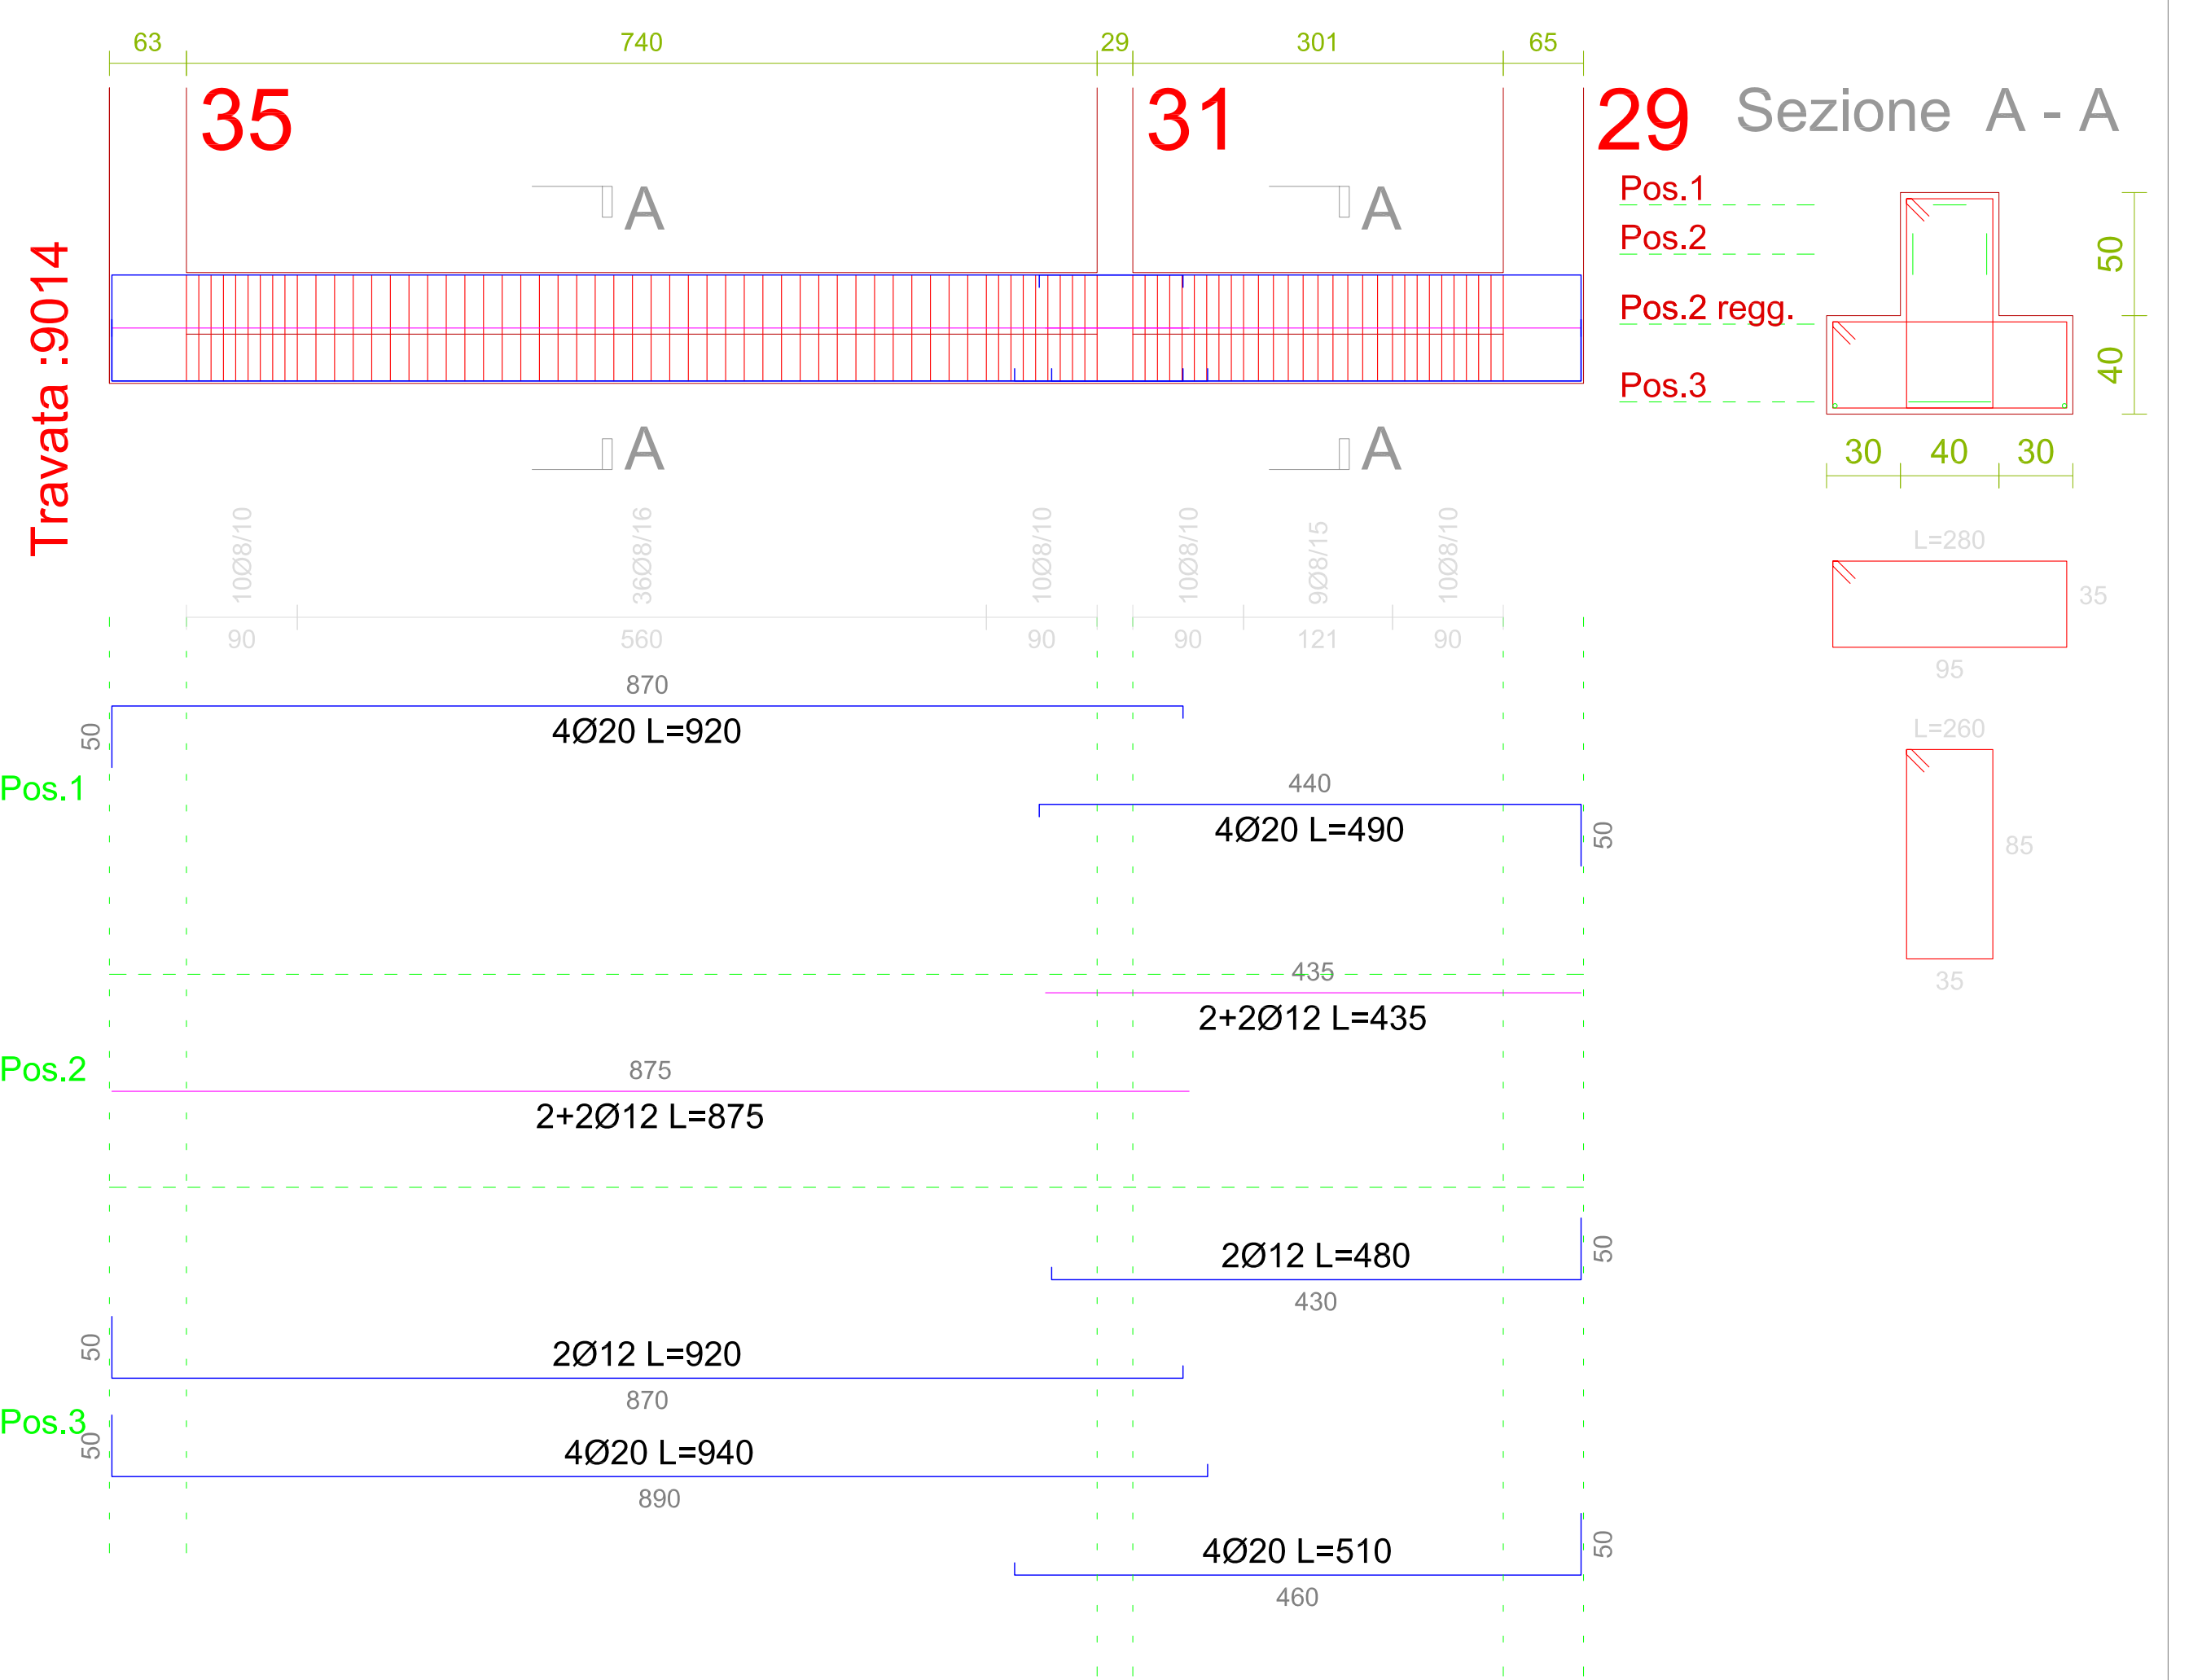 63 740 29 301 65
35 31 29 Sezione A - A
Travata :9014
A A
Pos.1
Pos.2
Pos.2 regg.
Pos.3
50
40
30 40 30
A A
10Ø8/10 36Ø8/16 10Ø8/10 10Ø8/10 9Ø8/15 10Ø8/10
90 560 90 90 121 90
L=280
35
95
L=260
85
35
Pos.1
870
50
4Ø20 L=920
440
4Ø20 L=490
50
Pos.2
435
2+2Ø12 L=435
875
2+2Ø12 L=875
Pos.3
2Ø12 L=480
50
430
50
2Ø12 L=920
870
50
4Ø20 L=940
890
4Ø20 L=510
50
460